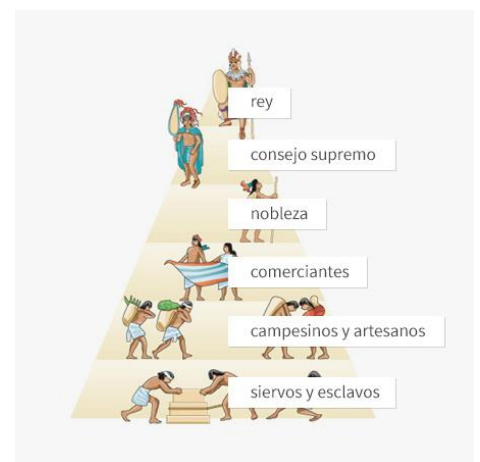 rey
consejo supremo
nobleza
comerciantes
campesinos y artesanos
siervos y esclavos